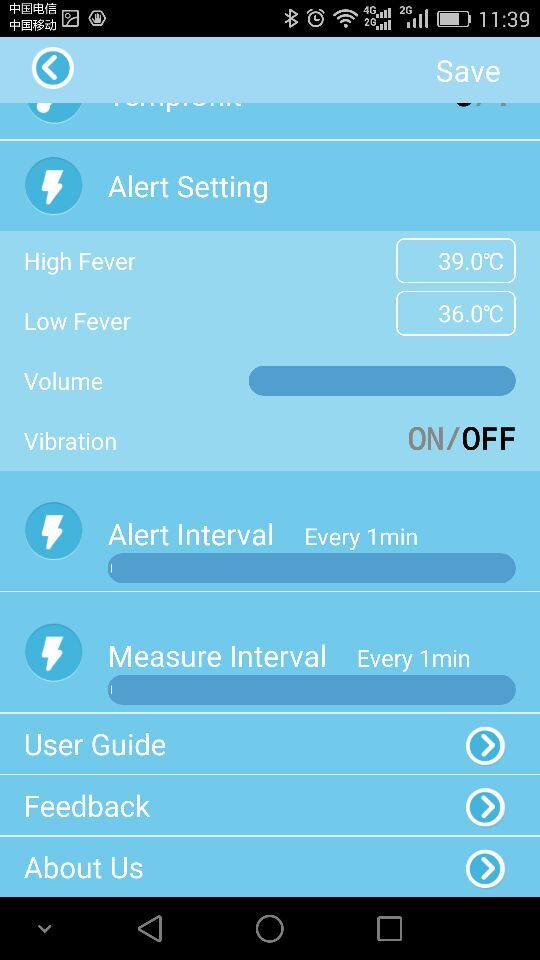 中国电信
中国移动
4G
2G
2G
11:39
Save
Alert Setting
High Fever
39.0℃
Low Fever
36.0℃
Volume
Vibration
ON/OFF
Alert Interval Every 1min
Measure Interval Every 1min
User Guide
Feedback
About Us